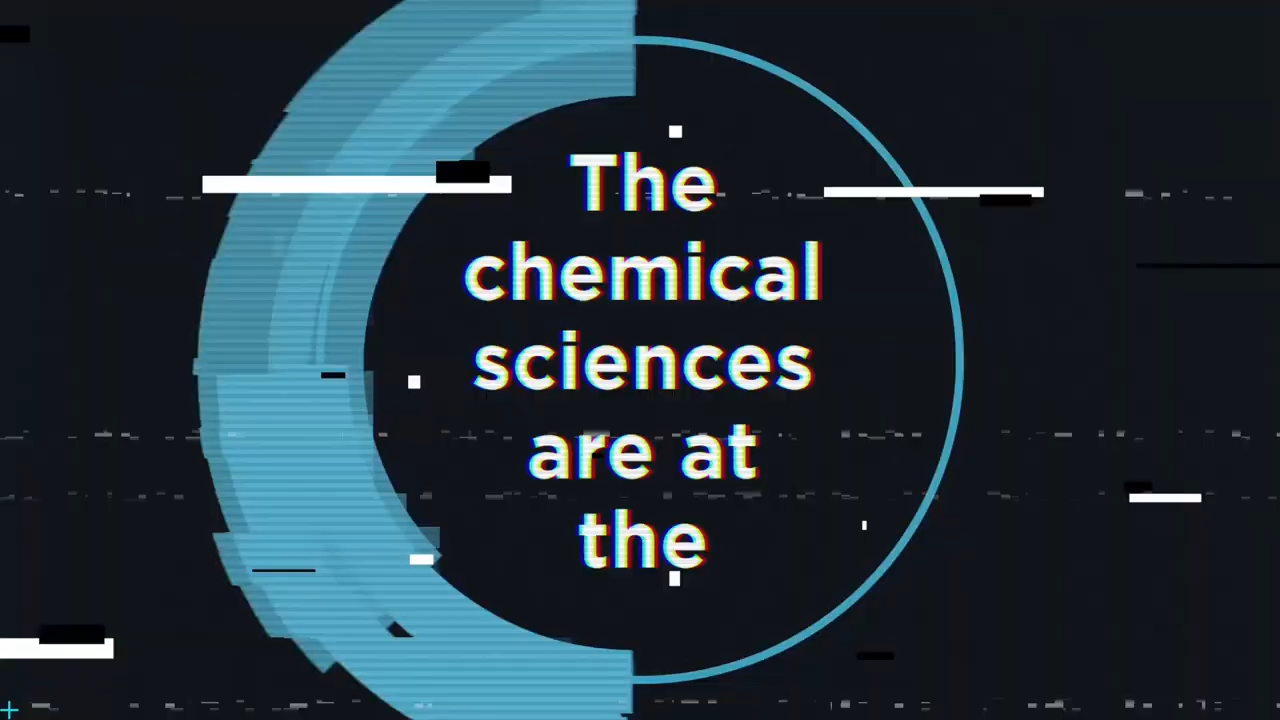 The
chemical
sciences
are at
the